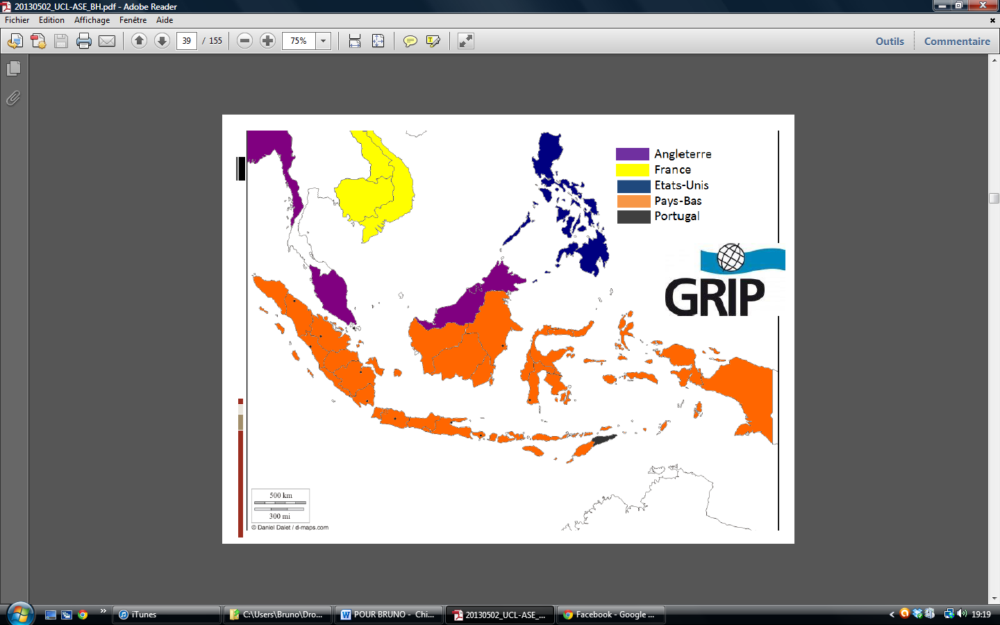 20130502_UCL-ASE_BH.pdf - Adobe Reader
Fichier Edition Affichage Fenêtre Aide
39 / 155 75% Outils Commentaire
Angleterre
France
Etats-Unis
Pays-Bas
Portugal
GRIP
500 km
300 mi
© Daniel Dalet / d-maps.com
iTunes C:\Users\Bruno\Dro... POUR BRUNO - Chi... 20130502_UCL-ASE_... Facebook - Google ... 19:19